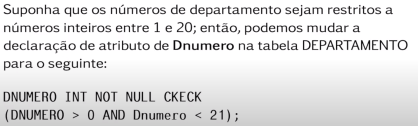 Suponha que os números de departamento sejam restritos a
números inteiros entre 1 e 20; então, podemos mudar a
declaração de atributo de Dnumero na tabela DEPARTAMENTO
para o seguinte:
DNUMERO INT NOT NULL CKECK
(DNUMERO > 0 AND Dnumero < 21);